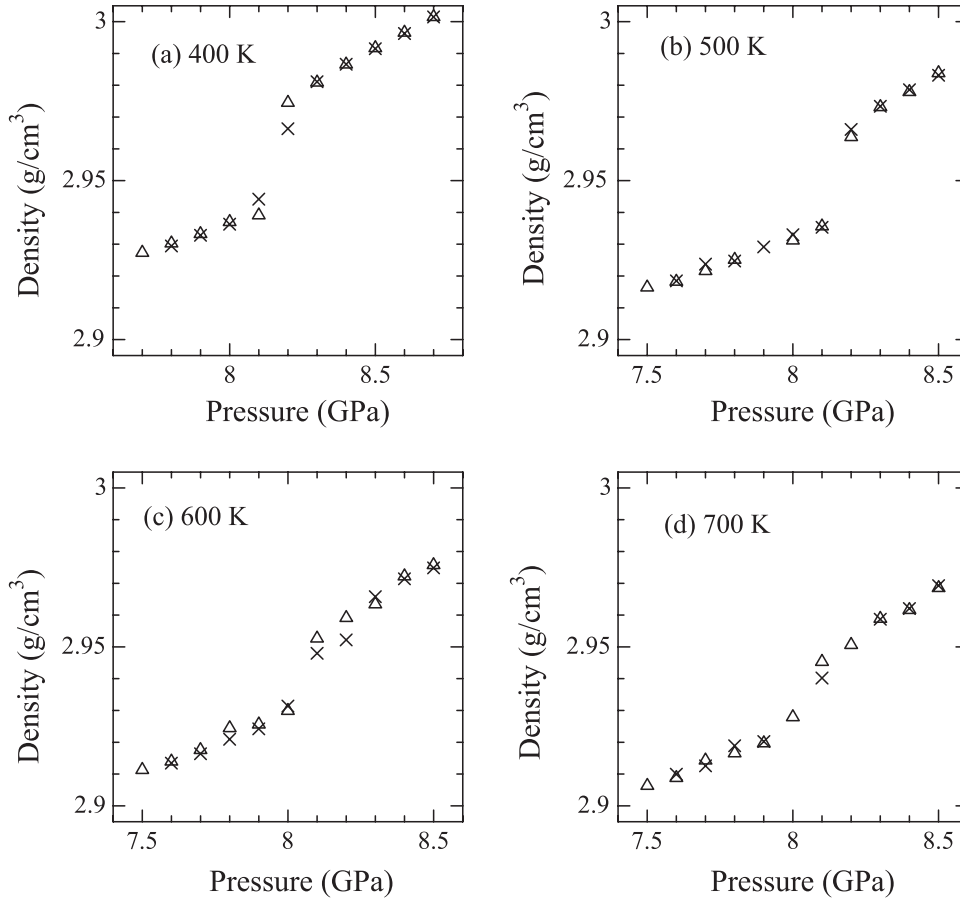 3
(a) 400 K
2.95
2.9
8
8.5
Density (g/cm³)
Pressure (GPa)
3
(b) 500 K
2.95
2.9
7.5
8
8.5
Density (g/cm³)
Pressure (GPa)
3
(c) 600 K
2.95
2.9
7.5
8
8.5
Density (g/cm³)
Pressure (GPa)
3
(d) 700 K
2.95
2.9
7.5
8
8.5
Density (g/cm³)
Pressure (GPa)